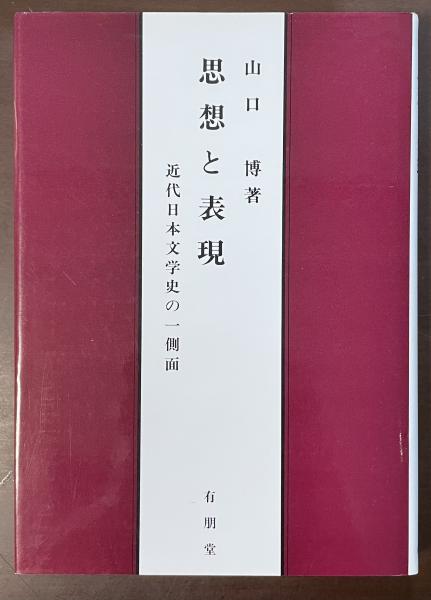 山口 博著
思想と表現
近代日本文学史の一側面
有朋堂